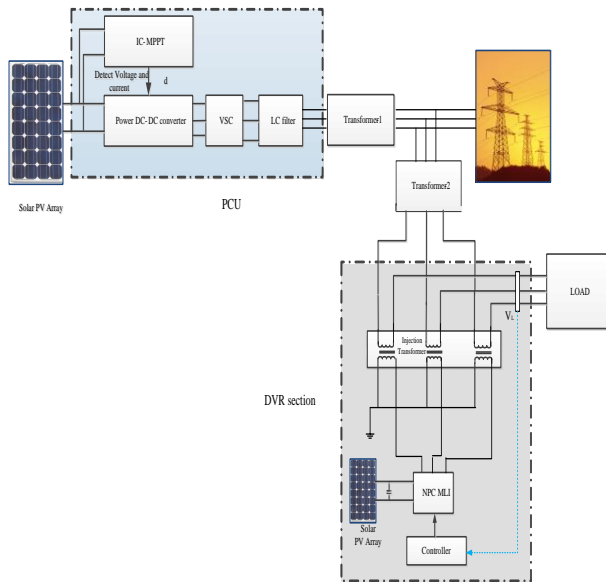 IC-MPPT
Detect Voltage and
current
d
Power DC-DC converter
VSC
LC filter
Transformer1
Solar PV Array
PCU
Transformer2
LOAD
VL
Injection
Transformer
DVR section
NPC MLI
Solar
PV Array
Controller